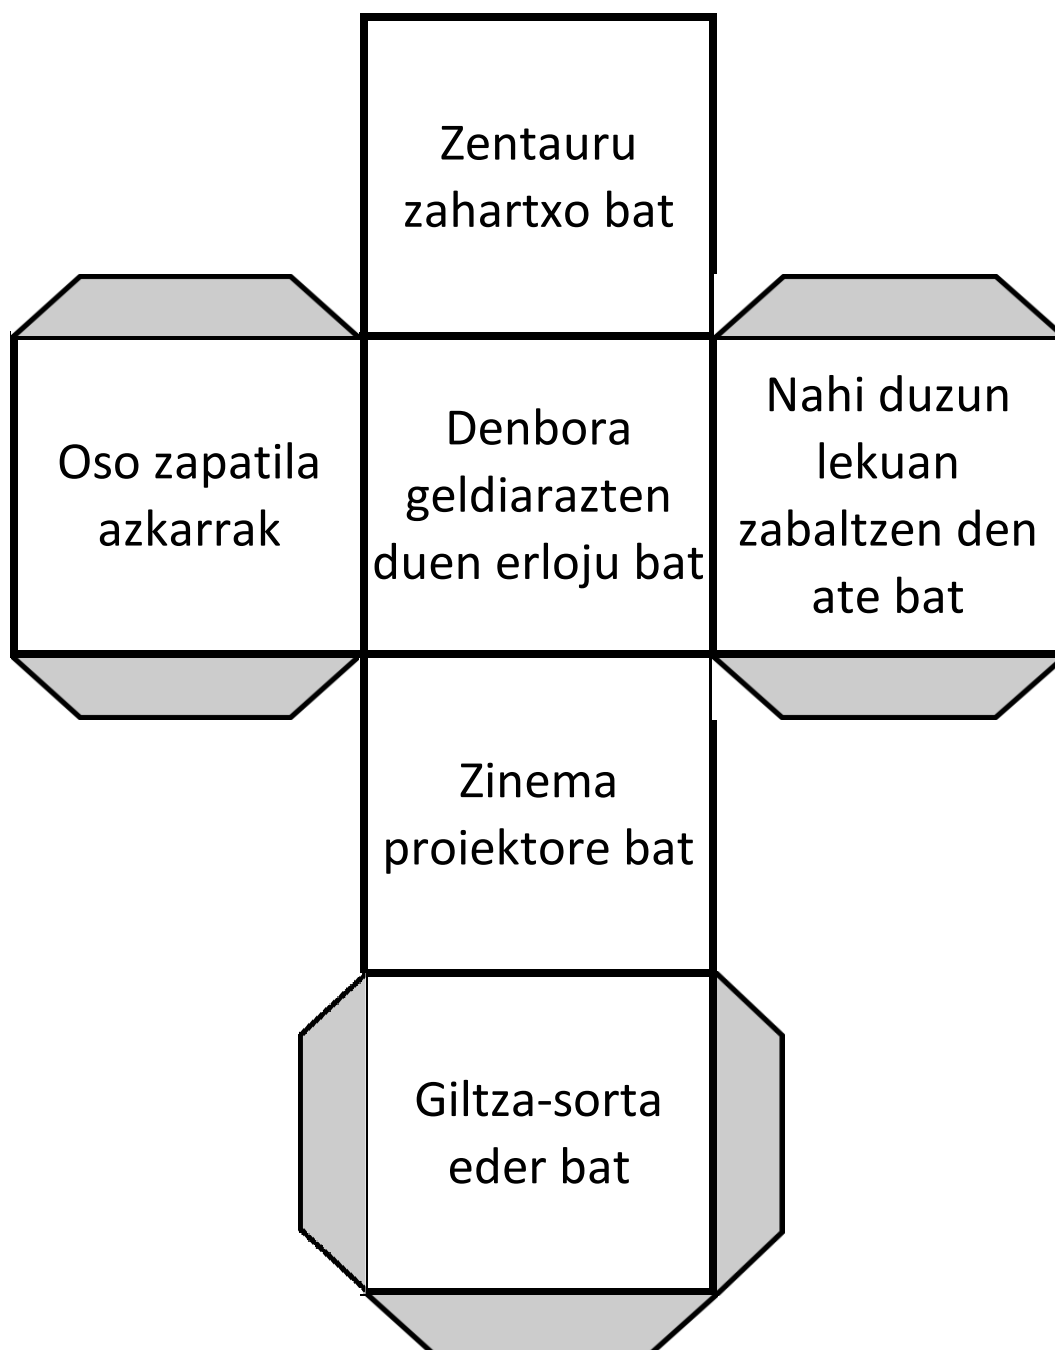 Zentauru
zahartxo bat
Oso zapatila
azkarrak
Denbora
geldiarazten
duen erloju bat
Nahi duzun
lekuan
zabaltzen den
ate bat
Zinema
proiektore bat
Giltza-sorta
eder bat